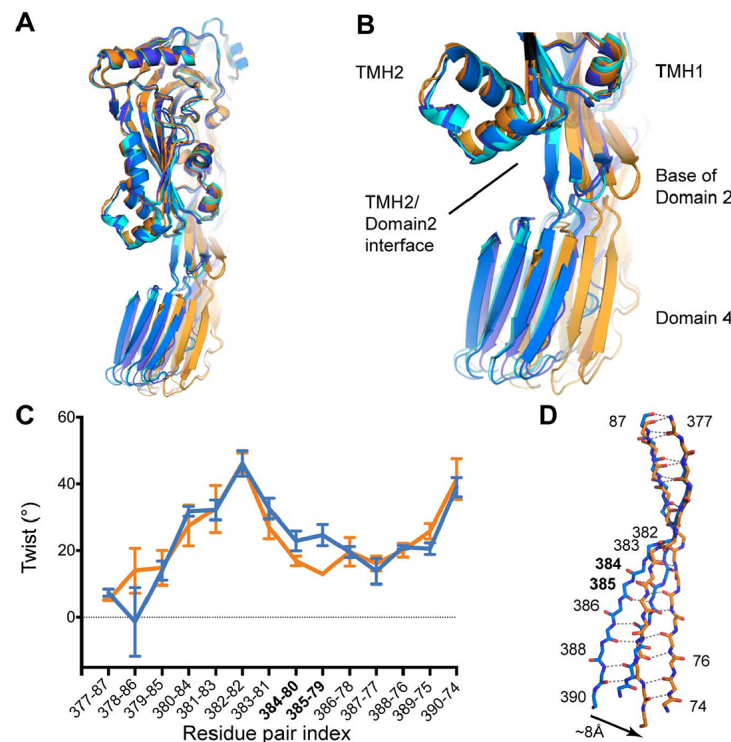 A
B
TMH2
TMH1
TMH2/
Domain2
interface
Base of
Domain 2
Domain 4
C
60
40
20
0
Twist (°)
377-87
378-86
379-85
380-84
381-83
382-82
383-81
384-80
385-79
386-78
387-77
388-76
389-75
390-74
Residue pair index
D
87
377
382
383
384
385
386
388
76
390
74
~8Å